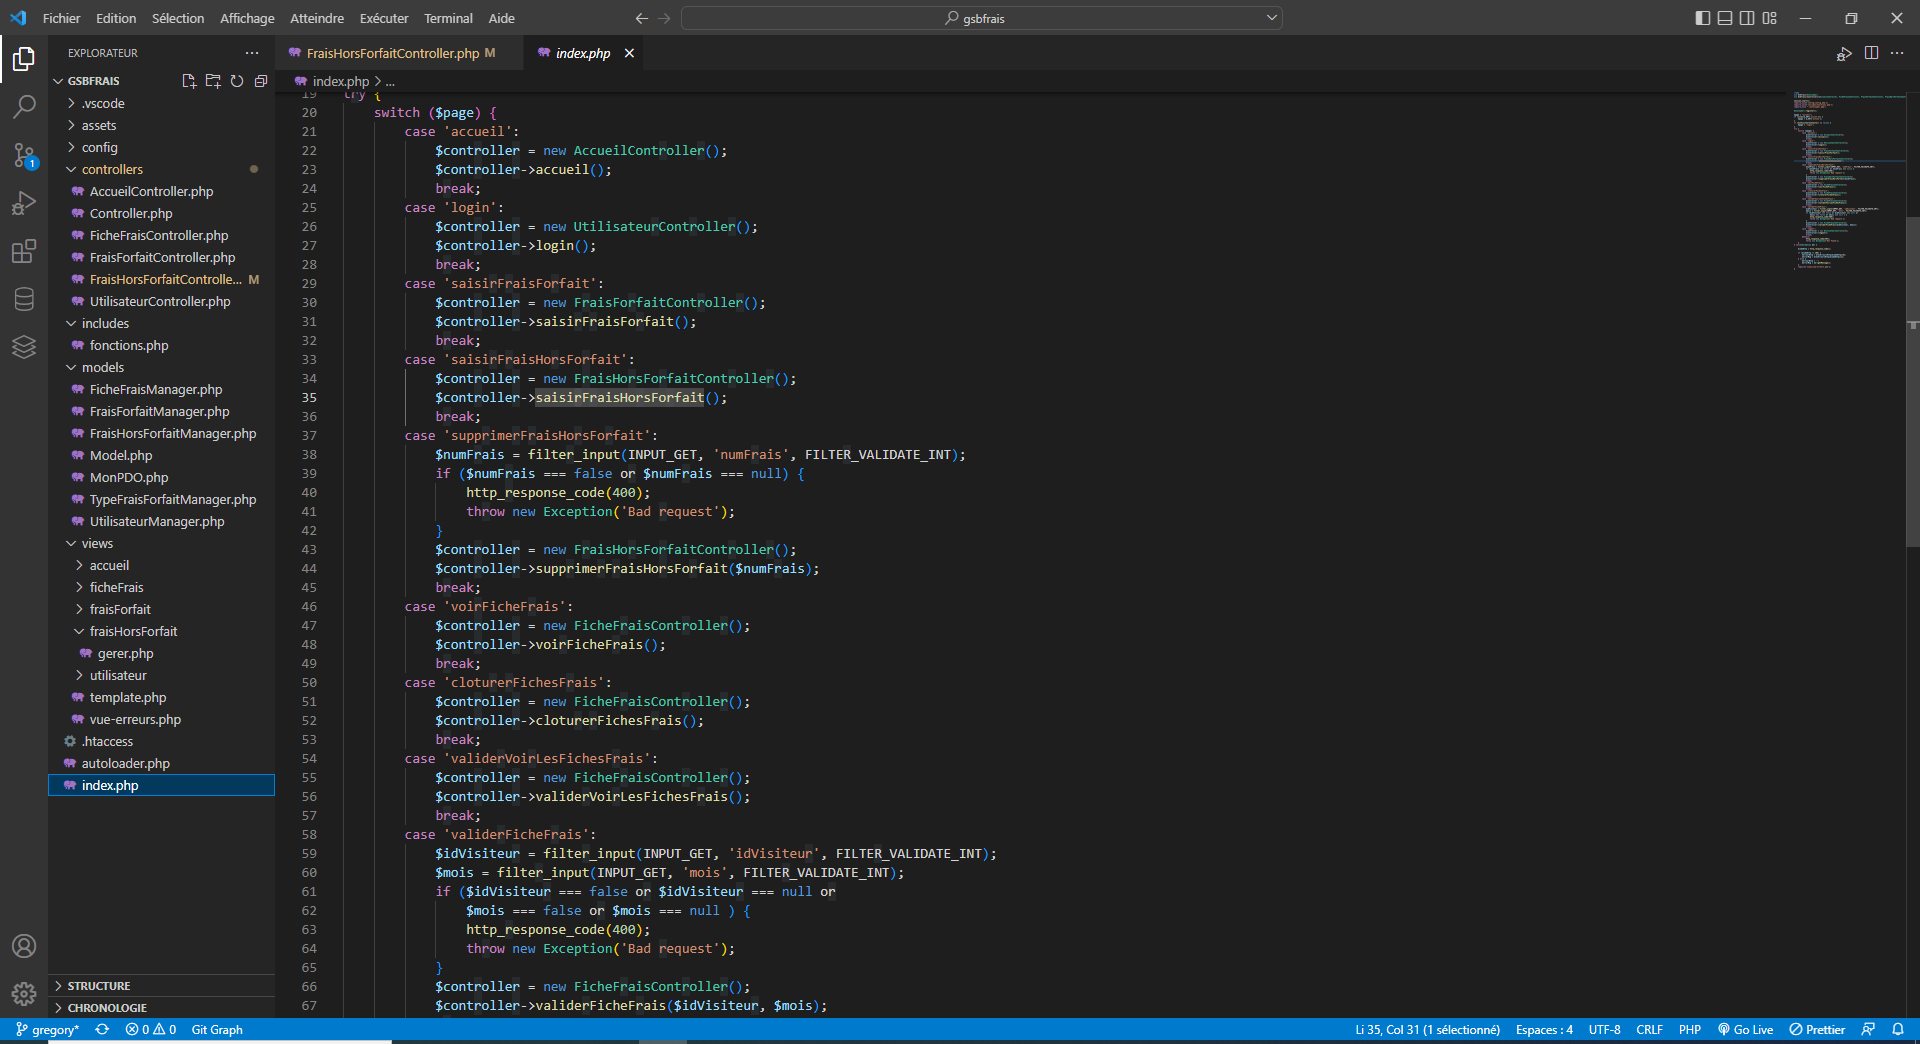 Fichier Edition Sélection Affichage Atteindre Exécuter Terminal Aide
gsbfrais
EXPLORATEUR
GSBFRAIS
.vscode
assets
config
controllers
AccueilController.php
Controller.php
FicheFraisController.php
FraisForfaitController.php
FraisHorsForfaitControlle... M
UtilisateurController.php
includes
fonctions.php
models
FicheFraisManager.php
FraisForfaitManager.php
FraisHorsForfaitManager.php
Model.php
MonPDO.php
TypeFraisForfaitManager.php
UtilisateurManager.php
views
accueil
ficheFrais
fraisForfait
fraisHorsForfait
gerer.php
utilisateur
template.php
vue-erreurs.php
.htaccess
autoloader.php
index.php
STRUCTURE
CHRONOLOGIE
1
FraisHorsForfaitController.php M
index.php
index.php > ...
19 try {
20 switch ($page) {
21 case 'accueil':
22 $controller = new AccueilController();
23 $controller->accueil();
24 break;
25 case 'login':
26 $controller = new UtilisateurController();
27 $controller->login();
28 break;
29 case 'saisirFraisForfait':
30 $controller = new FraisForfaitController();
31 $controller->saisirFraisForfait();
32 break;
33 case 'saisirFraisHorsForfait':
34 $controller = new FraisHorsForfaitController();
35 $controller->saisirFraisHorsForfait();
36 break;
37 case 'supprimerFraisHorsForfait':
38 $numFrais = filter_input(INPUT_GET, 'numFrais', FILTER_VALIDATE_INT);
39 if ($numFrais === false or $numFrais === null) {
40 http_response_code(400);
41 throw new Exception('Bad request');
42 }
43 $controller = new FraisHorsForfaitController();
44 $controller->supprimerFraisHorsForfait($numFrais);
45 break;
46 case 'voirFicheFrais':
47 $controller = new FicheFraisController();
48 $controller->voirFicheFrais();
49 break;
50 case 'cloturerFichesFrais':
51 $controller = new FicheFraisController();
52 $controller->cloturerFichesFrais();
53 break;
54 case 'validerVoirLesFichesFrais':
55 $controller = new FicheFraisController();
56 $controller->validerVoirLesFichesFrais();
57 break;
58 case 'validerFicheFrais':
59 $idVisiteur = filter_input(INPUT_GET, 'idVisiteur', FILTER_VALIDATE_INT);
60 $mois = filter_input(INPUT_GET, 'mois', FILTER_VALIDATE_INT);
61 if ($idVisiteur === false or $idVisiteur === null or
62 $mois === false or $mois === null ) {
63 http_response_code(400);
64 throw new Exception('Bad request');
65 }
66 $controller = new FicheFraisController();
67 $controller->validerFicheFrais($idVisiteur, $mois);
gregory* 0 0 Git Graph
Li 35, Col 31 (1 sélectionné) Espaces : 4 UTF-8 CRLF PHP Go Live Prettier